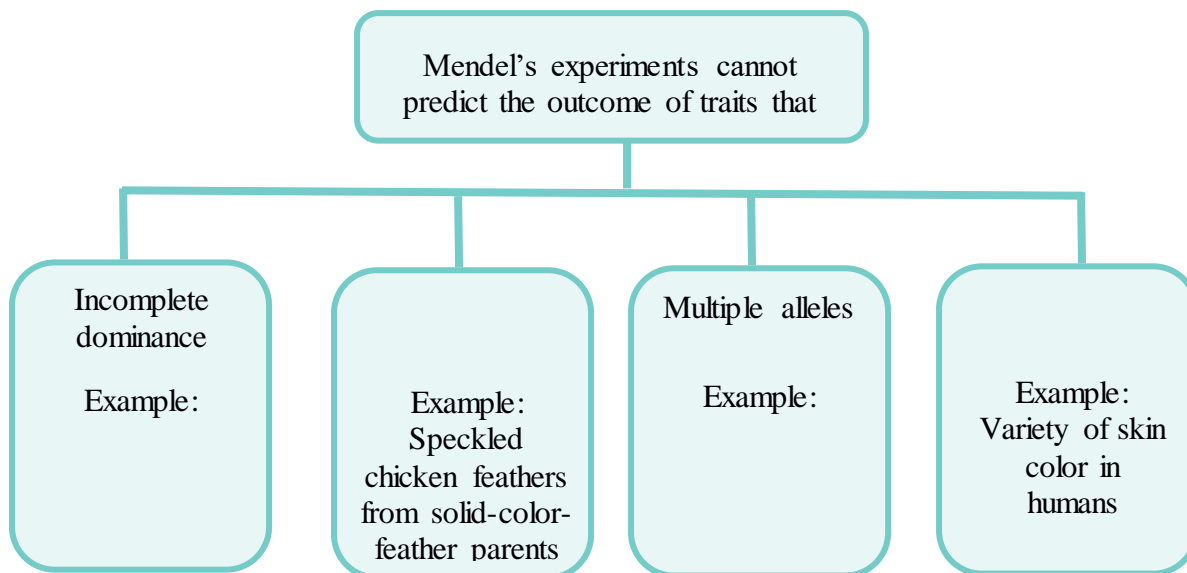 Mendel's experiments cannot
predict the outcome of traits that
Incomplete
dominance
Example:
Example:
Speckled
chicken feathers
from solid-color-
feather parents
Multiple alleles
Example:
Example:
Variety of skin
color in
humans